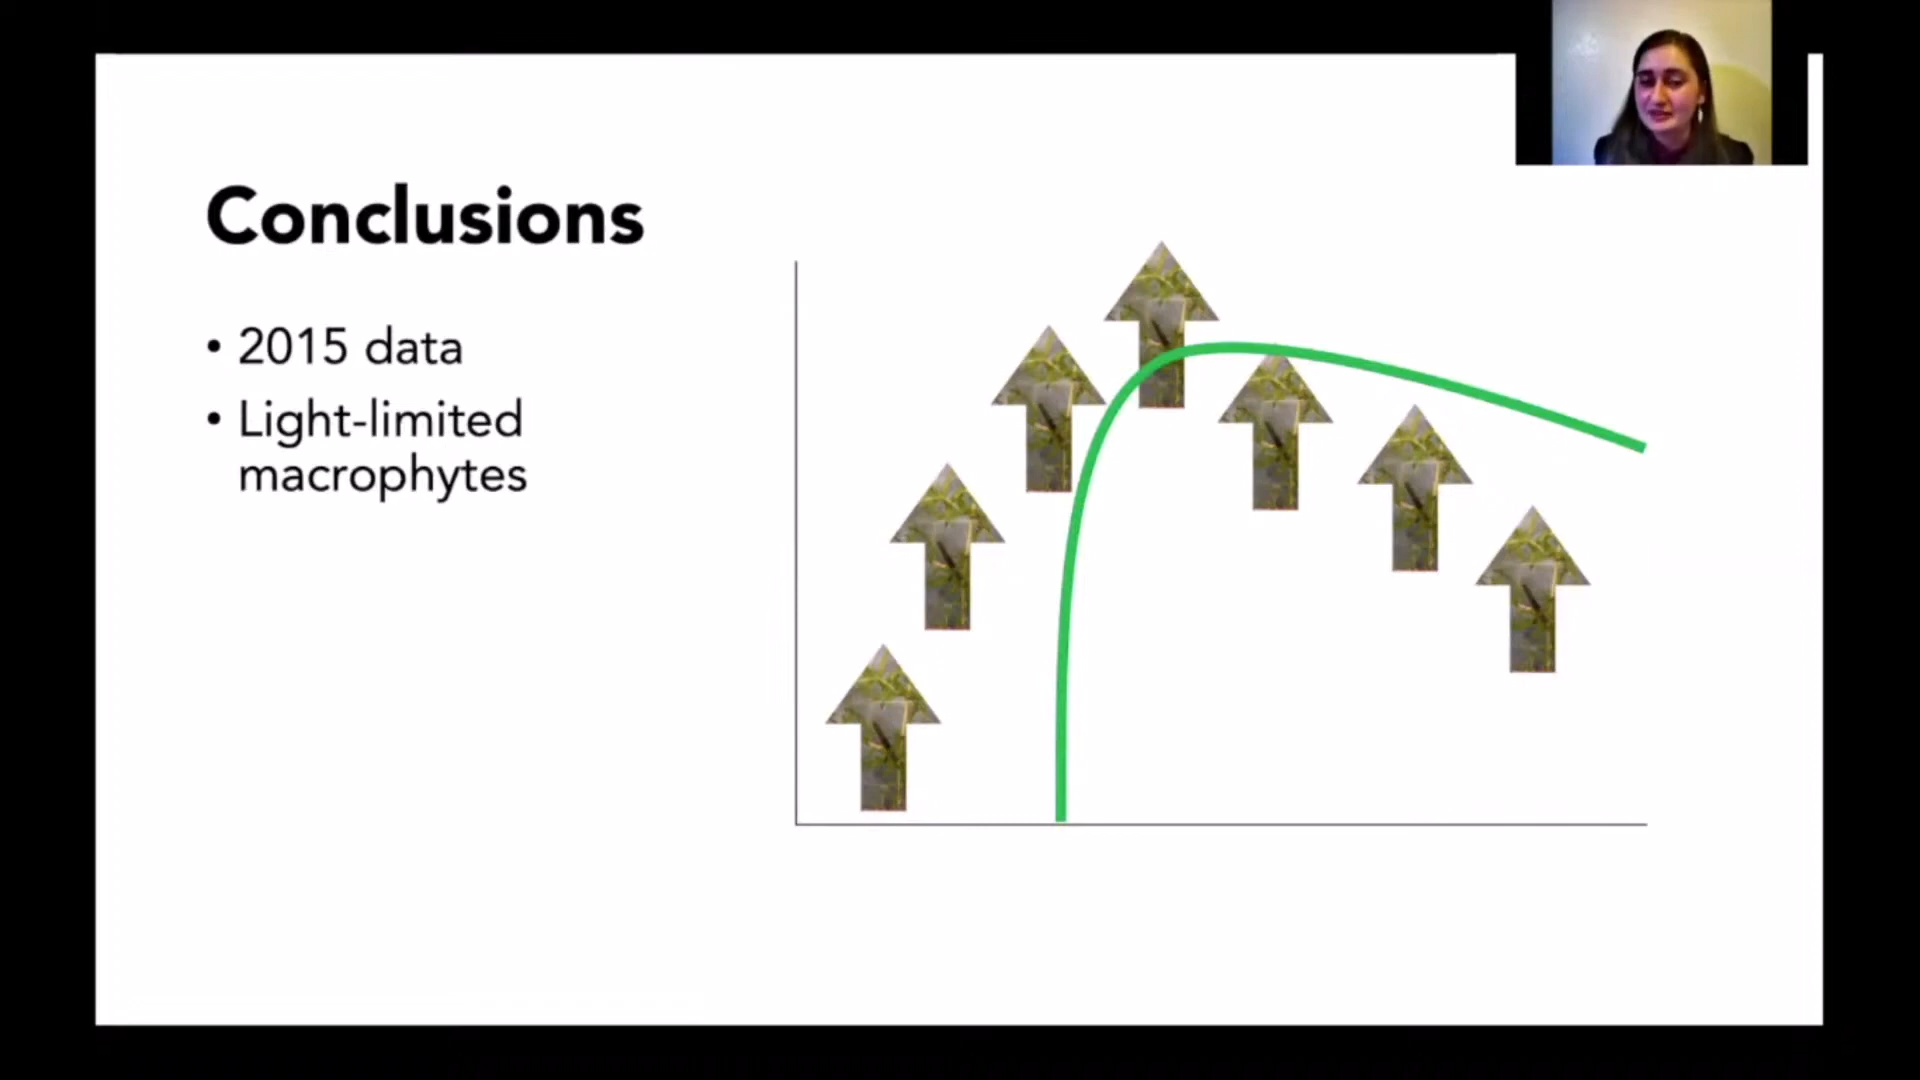 Conclusions
• 2015 data
• Light-limited
macrophytes